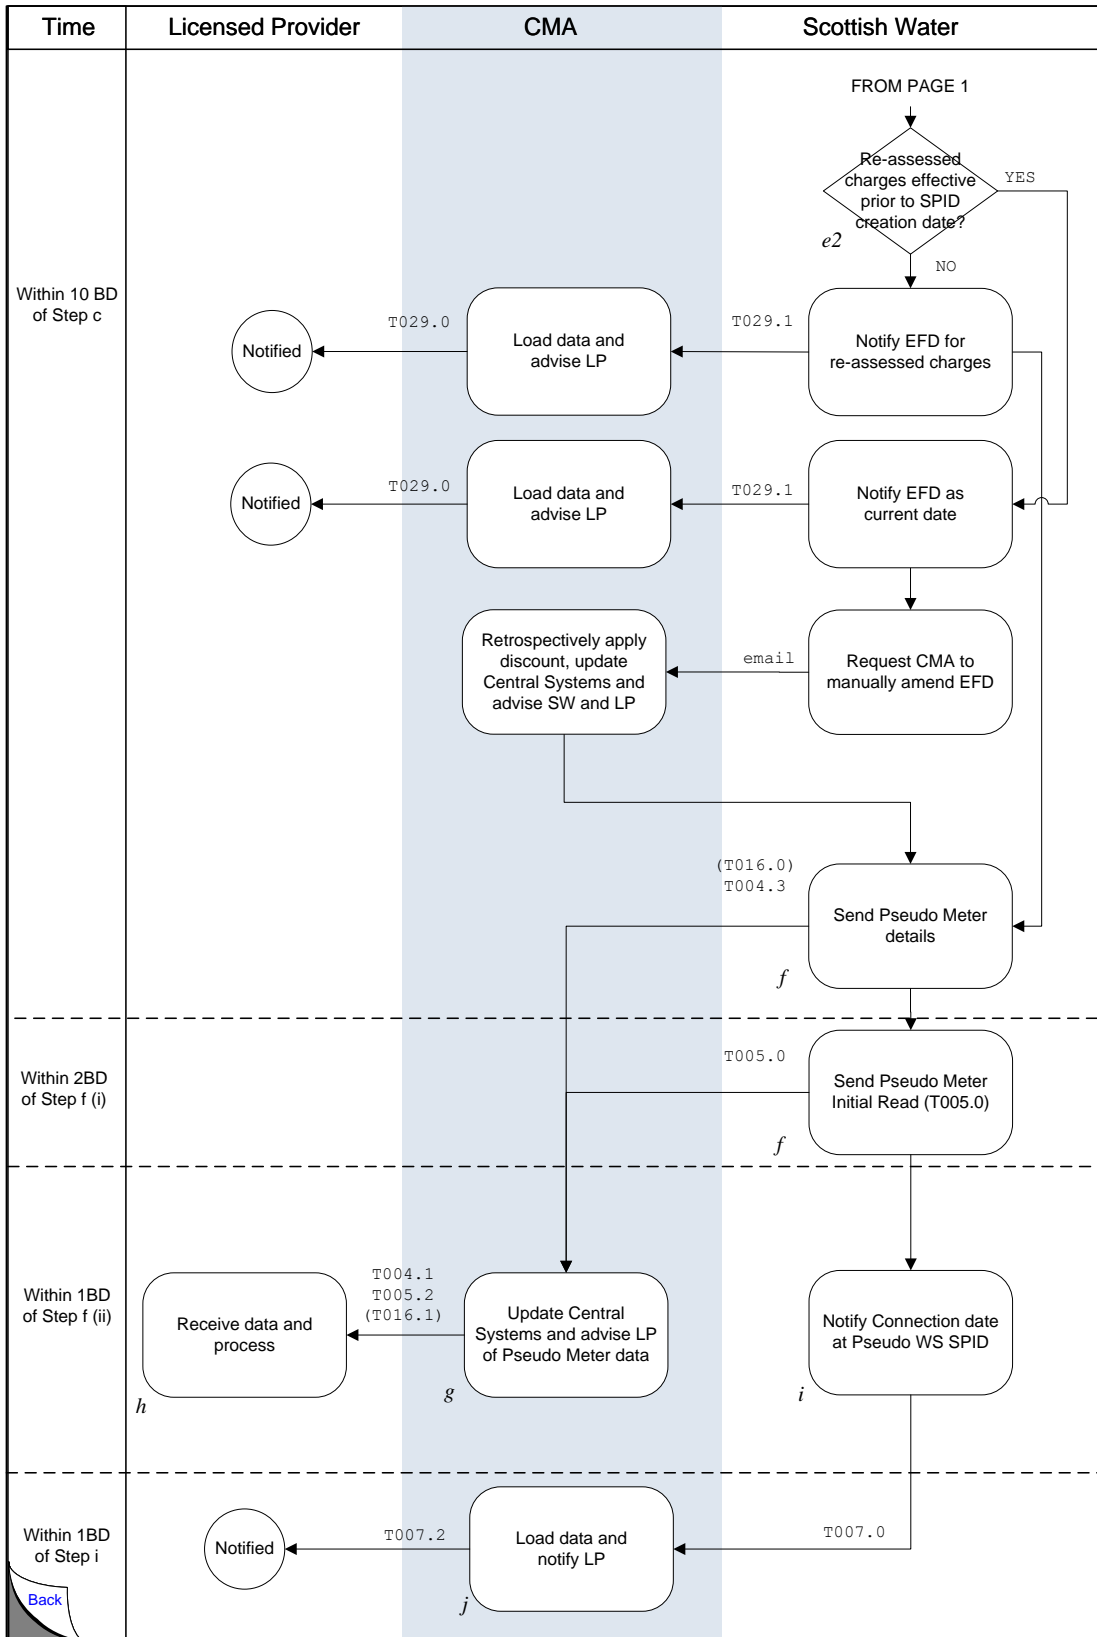 Time
Licensed Provider
CMA
Scottish Water
FROM PAGE 1
Re-assessed
charges effective
prior to SPID
creation date?
YES
e2
NO
Within 10 BD
of Step c
Notified
T029.0
Load data and
advise LP
T029.1
Notify EFD for
re-assessed charges
Notified
T029.0
Load data and
advise LP
T029.1
Notify EFD as
current date
Retrospectively apply
discount, update
Central Systems and
advise SW and LP
email
Request CMA to
manually amend EFD
(T016.0)
T004.3
Send Pseudo Meter
details
f
Within 2BD
of Step f (i)
T005.0
Send Pseudo Meter
Initial Read (T005.0)
f
Within 1BD
of Step f (ii)
Receive data and
process
h
T004.1
T005.2
(T016.1)
Update Central
Systems and advise LP
of Pseudo Meter data
g
Notify Connection date
at Pseudo WS SPID
i
Within 1BD
of Step i
Notified
T007.2
Load data and
notify LP
j
T007.0
Back